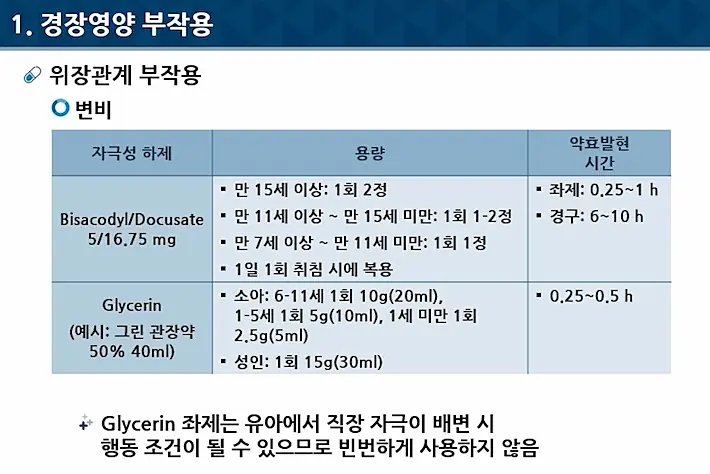 1. 경장영양 부작용
위장관계 부작용
변비
자극성 하제
용량
약효발현
시간
Bisacodyl/Docusate
5/16.75 mg
▪ 만 15세 이상: 1회 2정
▪ 만 11세 이상 ~ 만 15세 미만: 1회 1-2정
▪ 만 7세 이상 ~ 만 11세 미만: 1회 1정
▪ 1일 1회 취침 시에 복용
▪ 좌제: 0.25~1 h
▪ 경구: 6~10 h
Glycerin
(예시: 그린 관장약
50% 40ml)
▪ 소아: 6-11세 1회 10g(20ml),
1-5세 1회 5g(10ml), 1세 미만 1회
2.5g(5ml)
▪ 성인: 1회 15g(30ml)
▪ 0.25~0.5 h
Glycerin 좌제는 유아에서 직장 자극이 배변 시
행동 조건이 될 수 있으므로 빈번하게 사용하지 않음